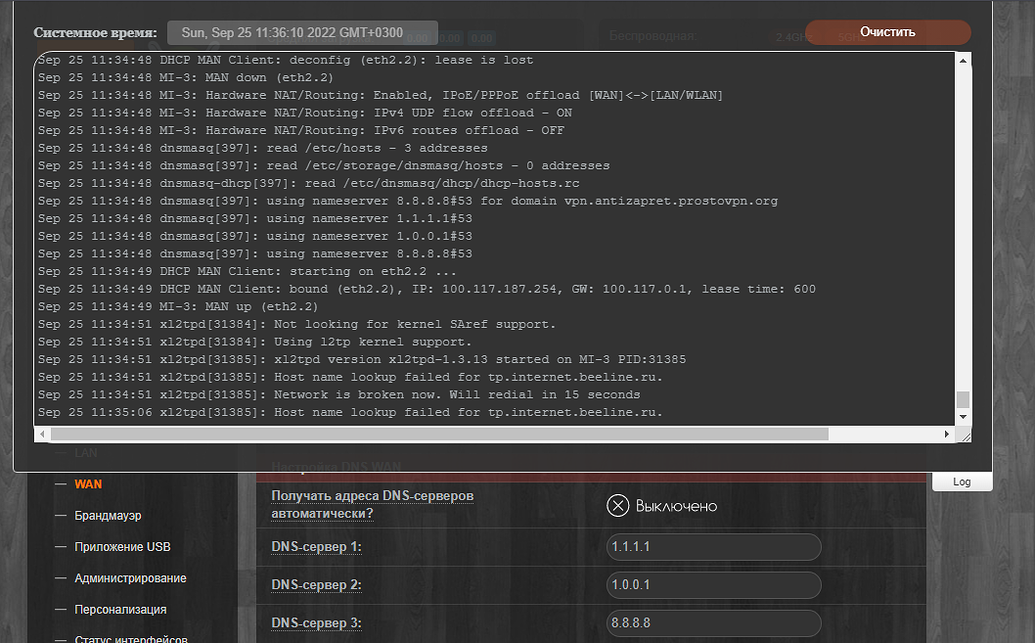 Системное время: Sun, Sep 25 11:36:10 2022 GMT+0300 Очистить
Беспроводная: 2.4GHz 5GHz
Sep 25 11:34:48 DHCP MAN Client: deconfig (eth2.2): lease is lost
Sep 25 11:34:48 MI-3: MAN down (eth2.2)
Sep 25 11:34:48 MI-3: Hardware NAT/Routing: Enabled, IPoE/PPPoE offload [WAN]<->[LAN/WLAN]
Sep 25 11:34:48 MI-3: Hardware NAT/Routing: IPv4 UDP flow offload - ON
Sep 25 11:34:48 MI-3: Hardware NAT/Routing: IPv6 routes offload - OFF
Sep 25 11:34:48 dnsmasq[397]: read /etc/hosts - 3 addresses
Sep 25 11:34:48 dnsmasq[397]: read /etc/storage/dnsmasq/hosts - 0 addresses
Sep 25 11:34:48 dnsmasq-dhcp[397]: read /etc/dnsmasq/dhcp/dhcp-hosts.rc
Sep 25 11:34:48 dnsmasq[397]: using nameserver 8.8.8.8#53 for domain vpn.antizapret.prostovpn.org
Sep 25 11:34:48 dnsmasq[397]: using nameserver 1.1.1.1#53
Sep 25 11:34:48 dnsmasq[397]: using nameserver 1.0.0.1#53
Sep 25 11:34:48 dnsmasq[397]: using nameserver 8.8.8.8#53
Sep 25 11:34:49 DHCP MAN Client: starting on eth2.2 ...
Sep 25 11:34:49 DHCP MAN Client: bound (eth2.2), IP: 100.117.187.254, GW: 100.117.0.1, lease time: 600
Sep 25 11:34:49 MI-3: MAN up (eth2.2)
Sep 25 11:34:51 xl2tpd[31384]: Not looking for kernel SAref support.
Sep 25 11:34:51 xl2tpd[31384]: Using l2tp kernel support.
Sep 25 11:34:51 xl2tpd[31385]: xl2tpd version xl2tpd-1.3.13 started on MI-3 PID:31385
Sep 25 11:34:51 xl2tpd[31385]: Host name lookup failed for tp.internet.beeline.ru.
Sep 25 11:34:51 xl2tpd[31385]: Network is broken now. Will redial in 15 seconds
Sep 25 11:35:06 xl2tpd[31385]: Host name lookup failed for tp.internet.beeline.ru.
LAN
Настройка DNS WAN
Log
WAN
Брандмауэр
Приложение USB
Администрирование
Персонализация
Статус интерфейсов
Получать адреса DNS-серверов
автоматически?
Выключено
DNS-сервер 1: 1.1.1.1
DNS-сервер 2: 1.0.0.1
DNS-сервер 3: 8.8.8.8